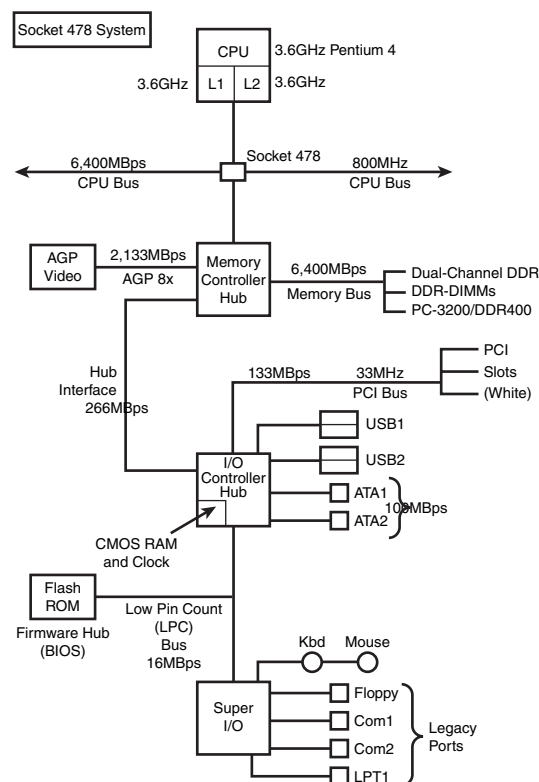 Socket 478 System
CPU
3.6GHz Pentium 4
3.6GHz
L1
L2
3.6GHz
Socket 478
6,400MBps
CPU Bus
800MHz
CPU Bus
AGP
Video
2,133MBps
AGP 8x
Memory
Controller
Hub
6,400MBps
Memory Bus
Dual-Channel DDR
DDR-DIMMs
PC-3200/DDR400
Hub
Interface
266MBps
133MBps
33MHz
PCI Bus
PCI
Slots
(White)
USB1
USB2
I/O
Controller
Hub
ATA1
ATA2
CMOS RAM
and Clock
Flash
ROM
Firmware Hub
(BIOS)
Low Pin Count
(LPC)
Bus
16MBps
Kbd
Mouse
Super
I/O
Floppy
Com1
Com2
LPT1
Legacy
Ports